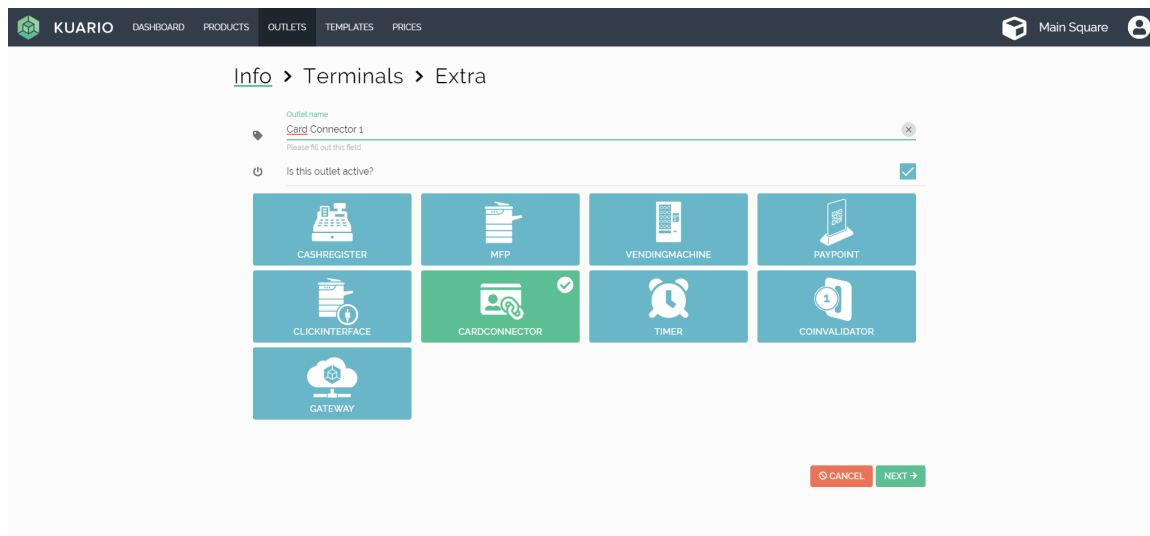 KUARIO DASHBOARD PRODUCTS OUTLETS TEMPLATES PRICES Main Square
Info > Terminals > Extra
Outlet name
Card Connector 1
Please fill out this field
Is this outlet active?
CASHREGISTER MFP VENDINGMACHINE PAYPOINT
1
CLICKINTERFACE CARDCONNECTOR TIMER COINVALIDATOR
GATEWAY
CANCEL NEXT →